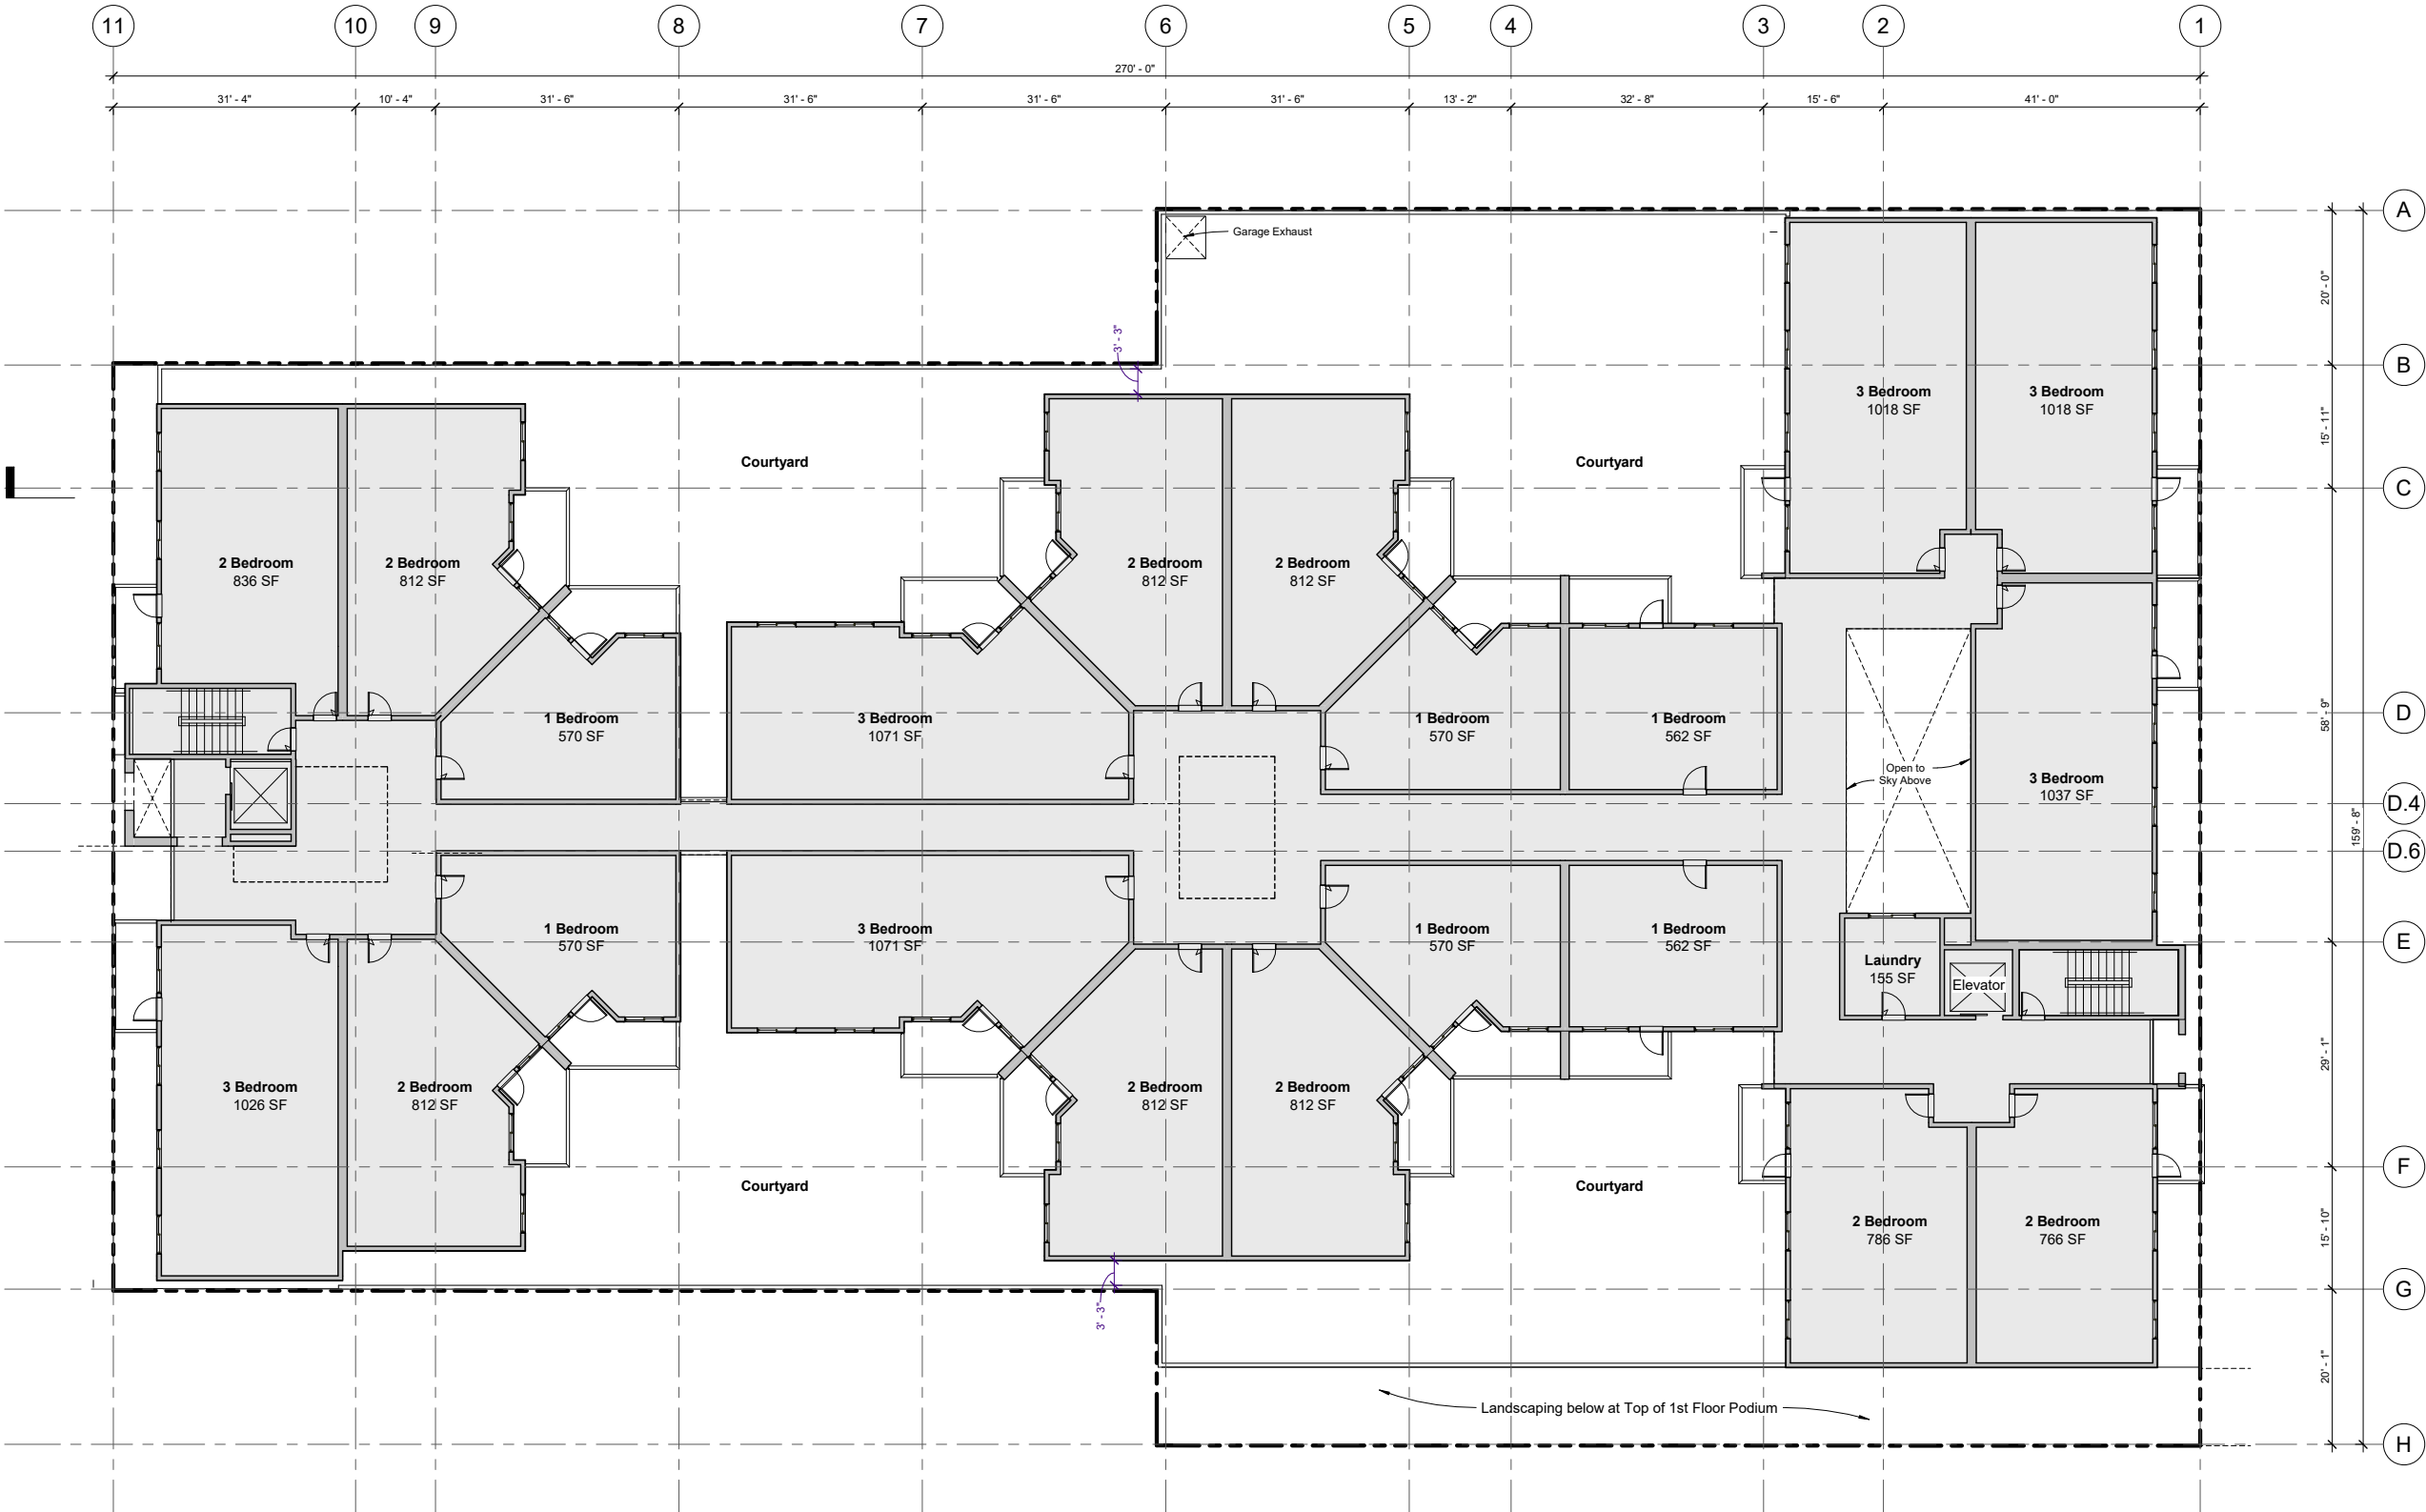 11
10
9
8
7
6
5
4
3
2
1
270' - 0"
31' - 4"
10' - 4"
31' - 6"
31' - 6"
31' - 6"
31' - 6"
13' - 2"
32' - 8"
15' - 6"
41' - 0"
A
Garage Exhaust
20' - 0"
3' - 3"
B
3 Bedroom
1018 SF
3 Bedroom
1018 SF
15' - 11"
Courtyard
Courtyard
C
2 Bedroom
836 SF
2 Bedroom
812 SF
2 Bedroom
812 SF
2 Bedroom
812 SF
1 Bedroom
570 SF
3 Bedroom
1071 SF
1 Bedroom
570 SF
1 Bedroom
562 SF
58' - 9"
D
Open to
Sky Above
3 Bedroom
1037 SF
D.4
159' - 8"
D.6
1 Bedroom
570 SF
3 Bedroom
1071 SF
1 Bedroom
570 SF
1 Bedroom
562 SF
E
Laundry
155 SF
Elevator
3 Bedroom
1026 SF
2 Bedroom
812 SF
2 Bedroom
812 SF
2 Bedroom
812 SF
29' - 1"
F
Courtyard
Courtyard
2 Bedroom
786 SF
2 Bedroom
766 SF
15' - 10"
G
3' - 3"
20' - 1"
Landscaping below at Top of 1st Floor Podium
H